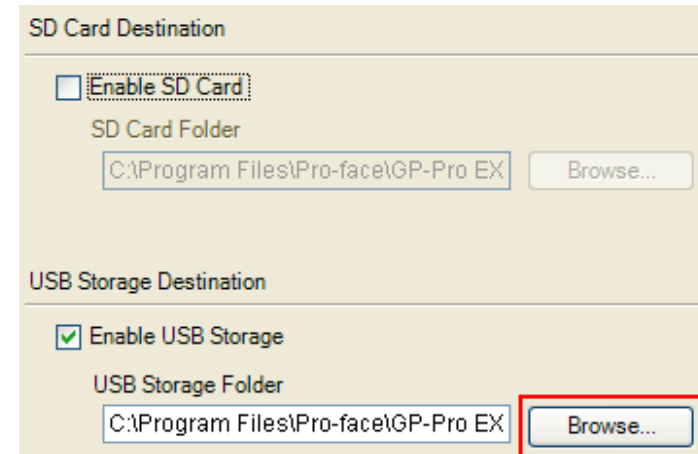 SD Card Destination
Enable SD Card
SD Card Folder
C:\Program Files\Pro-face\GP-Pro EX
Browse...
USB Storage Destination
Enable USB Storage
USB Storage Folder
C:\Program Files\Pro-face\GP-Pro EX
Browse...